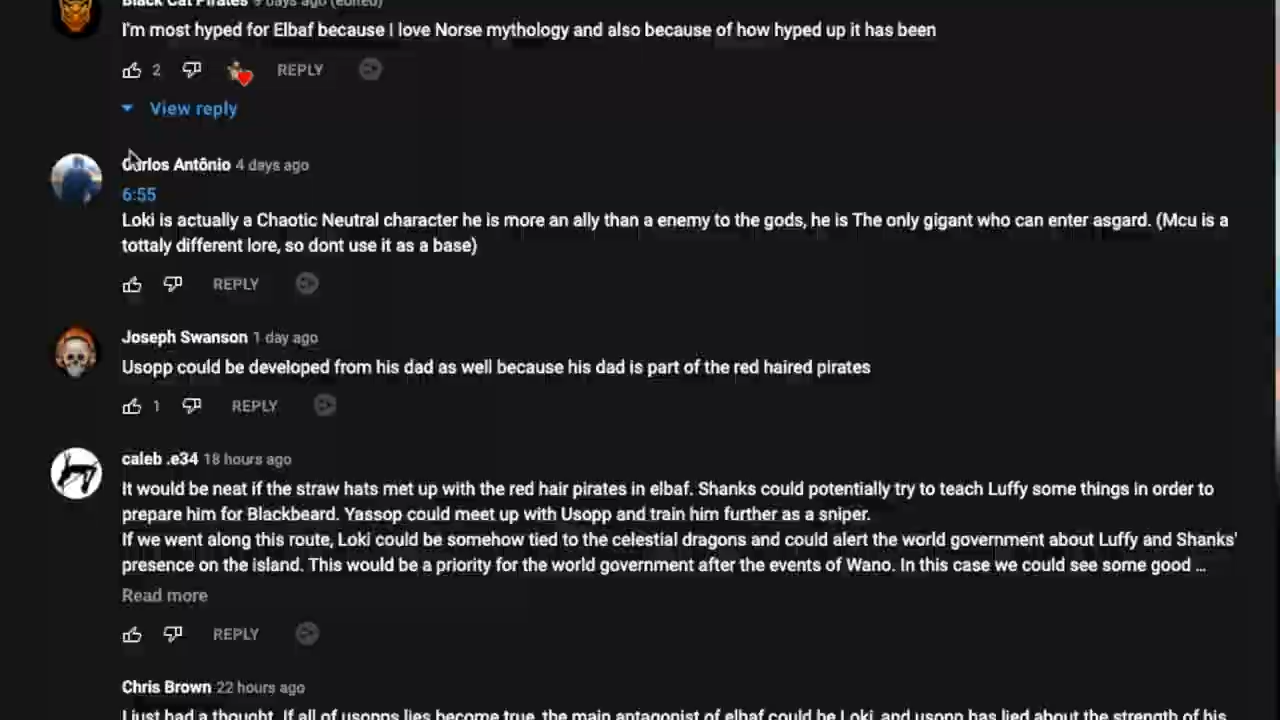 Black Cat Pirates 9 days ago (edited)
I'm most hyped for Elbaf because I love Norse mythology and also because of how hyped up it has been
2 REPLY
View reply
Carlos Antônio 4 days ago
6:55
Loki is actually a Chaotic Neutral character he is more an ally than a enemy to the gods, he is The only gigant who can enter asgard. (Mcu is a
tottaly different lore, so dont use it as a base)
REPLY
Joseph Swanson 1 day ago
Usopp could be developed from his dad as well because his dad is part of the red haired pirates
1 REPLY
caleb .e34 18 hours ago
It would be neat if the straw hats met up with the red hair pirates in elbaf. Shanks could potentially try to teach Luffy some things in order to
prepare him for Blackbeard. Yassop could meet up with Usopp and train him further as a sniper.
If we went along this route, Loki could be somehow tied to the celestial dragons and could alert the world government about Luffy and Shanks'
presence on the island. This would be a priority for the world government after the events of Wano. In this case we could see some good ...
Read more
REPLY
Chris Brown 22 hours ago
I just had a thought. If all of usopps lies become true, the main antagonist of elbaf could be Loki, and usopp has lied about the strength of his